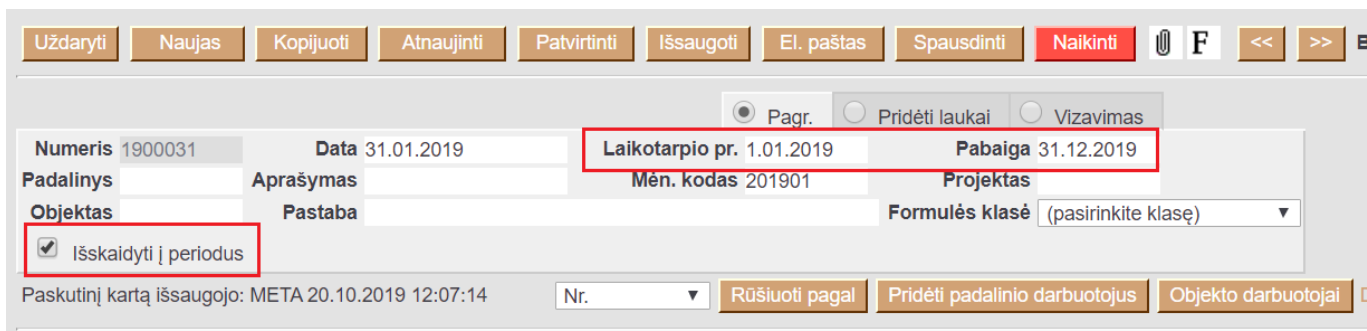 Uždaryti Naujas Kopijuoti Atnaujinti Patvirtinti Išsaugoti El. paštas Spausdinti Naikinti F << >>
Pagr. Pridėti laukai Vizavimas
Numeris 1900031 Data 31.01.2019 Laikotarpio pr. 1.01.2019 Pabaiga 31.12.2019
Padalinys Aprašymas Mėn. kodas 201901 Projektas
Objektas Pastaba Formulės klasė (pasirinkite klasę)
Išskaidyti į periodus
Paskutinį kartą išsaugojo: META 20.10.2019 12:07:14 Nr. Rūšiuoti pagal Pridėti padalinio darbuotojus Objekto darbuotojai